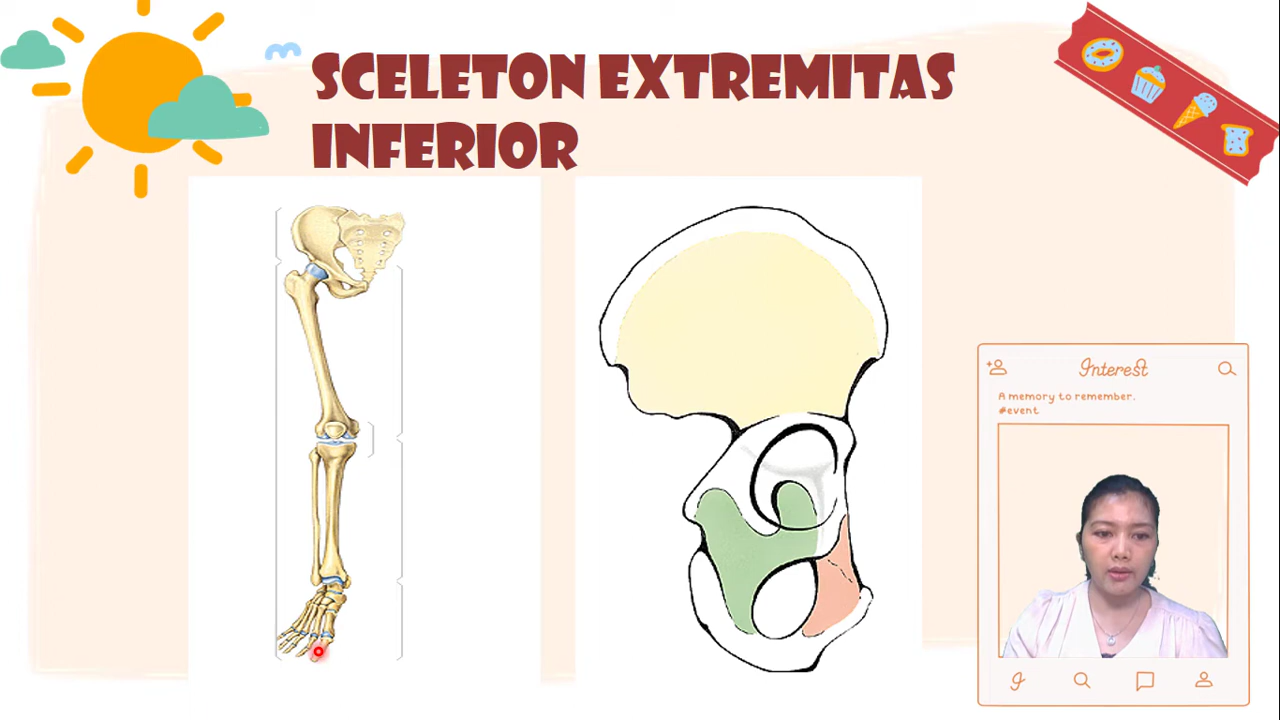 SCELETON EXTREMITAS
INFERIOR
Interest
A memory to remember.
#event